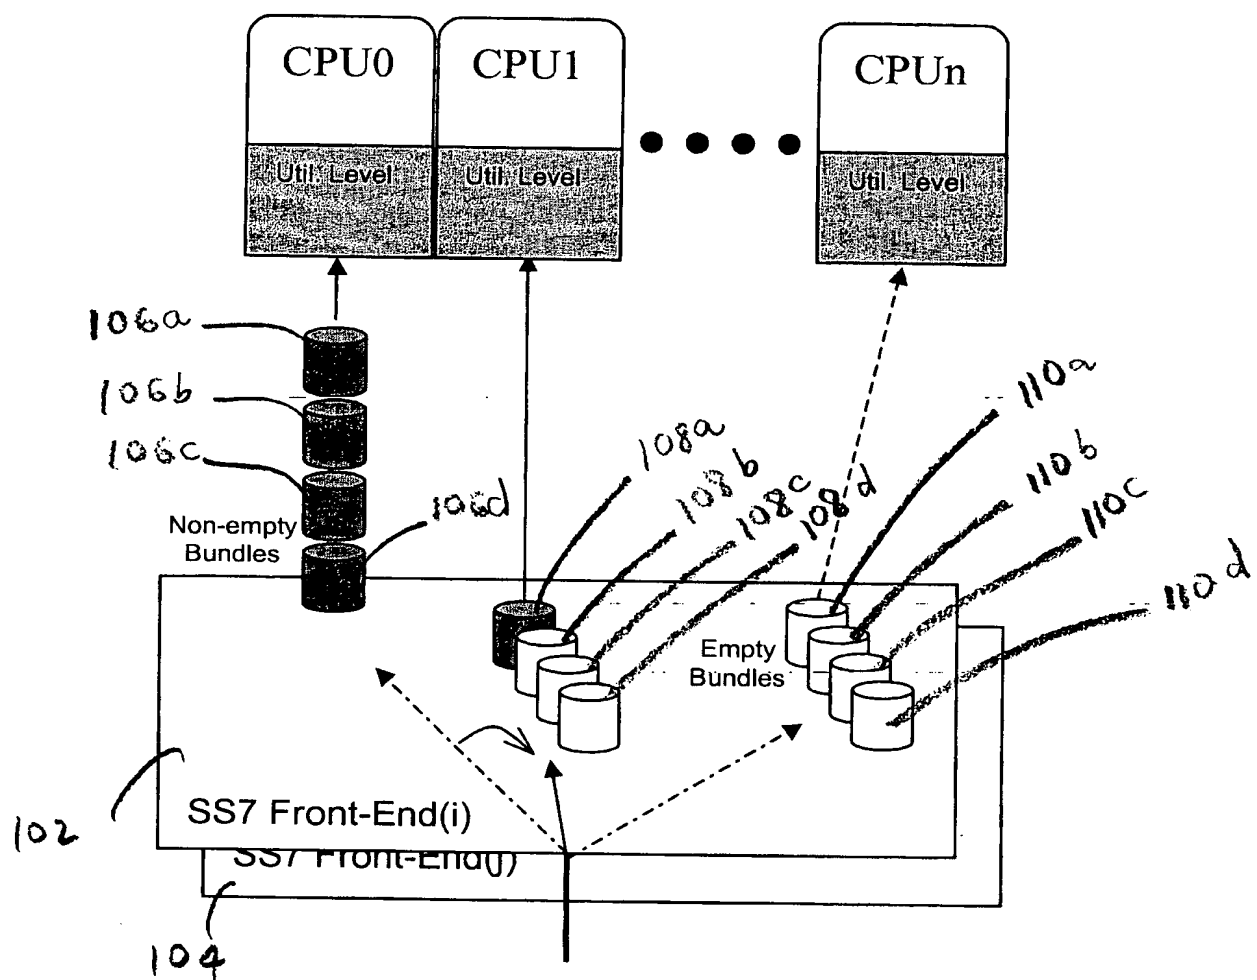 CPU0
CPU1
CPUn
Util. Level
Util. Level
Util. Level
106a
106b
106c
106d
Non-empty
Bundles
108a
108b
108c
108d
110a
110b
110c
110d
Empty
Bundles
SS7 Front-End(i)
SS7 Front-End(j)
102
104